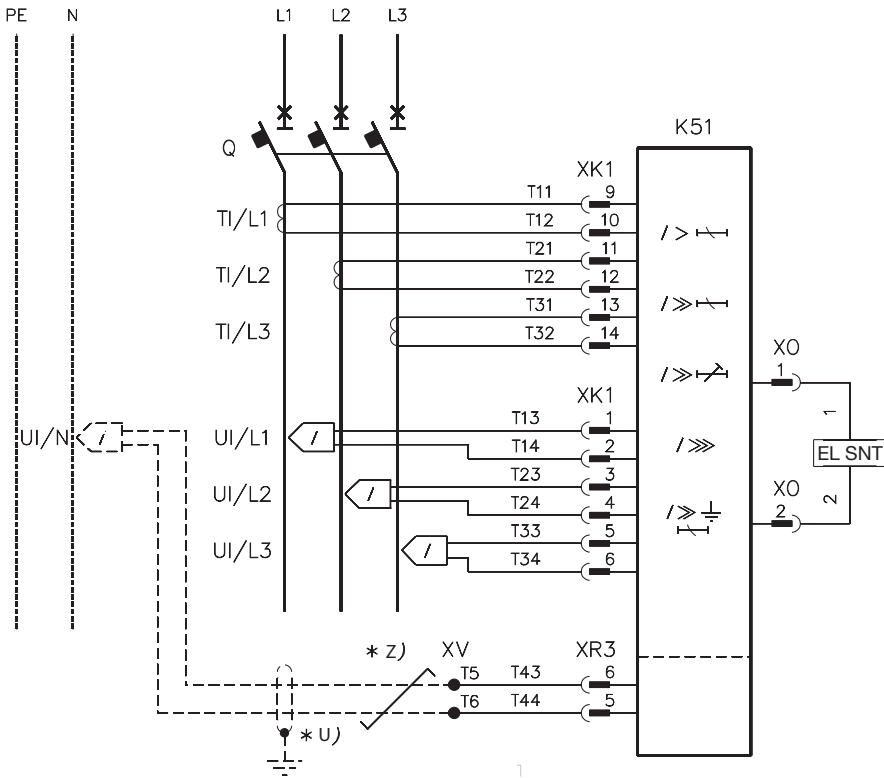 PE N L1 L2 L3
K51
Q
XK1
T11 9
TI/L1 T12 10
T21 11
TI/L2 T22 12
T31 13
TI/L3 T32 14
I >
I >>
I >>
I >>>
I >>
XO
1
1
EL SNT
2
XO
2
XK1
T13 1
UI/N UI/L1 I I T14 2
T23 3
UI/L2 I T24 4
T33 5
UI/L3 I T34 6
* Z) XV XR3
T5 T43 6
T6 T44 5
* U)